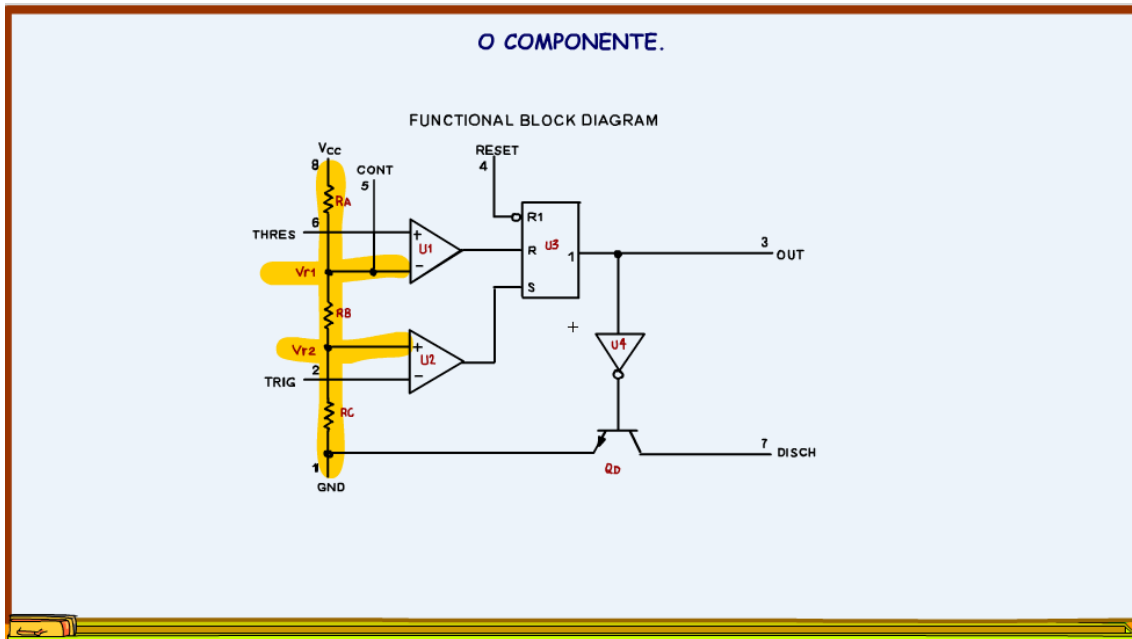 O COMPONENTE.
FUNCTIONAL BLOCK DIAGRAM
VCC
8
CONT
5
RESET
4
RA
R1
6
THRES
+
U1
R
U3
1
3
OUT
Vr1
−
S
RB
Vr2
+
U2
U4
2
TRIG
−
RC
7
DISCH
1
GND
QD